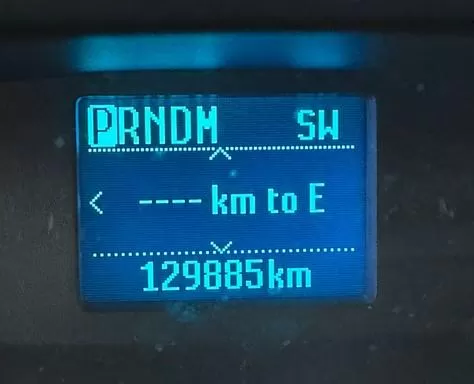 PRNDM SW
---- km to E
129885km